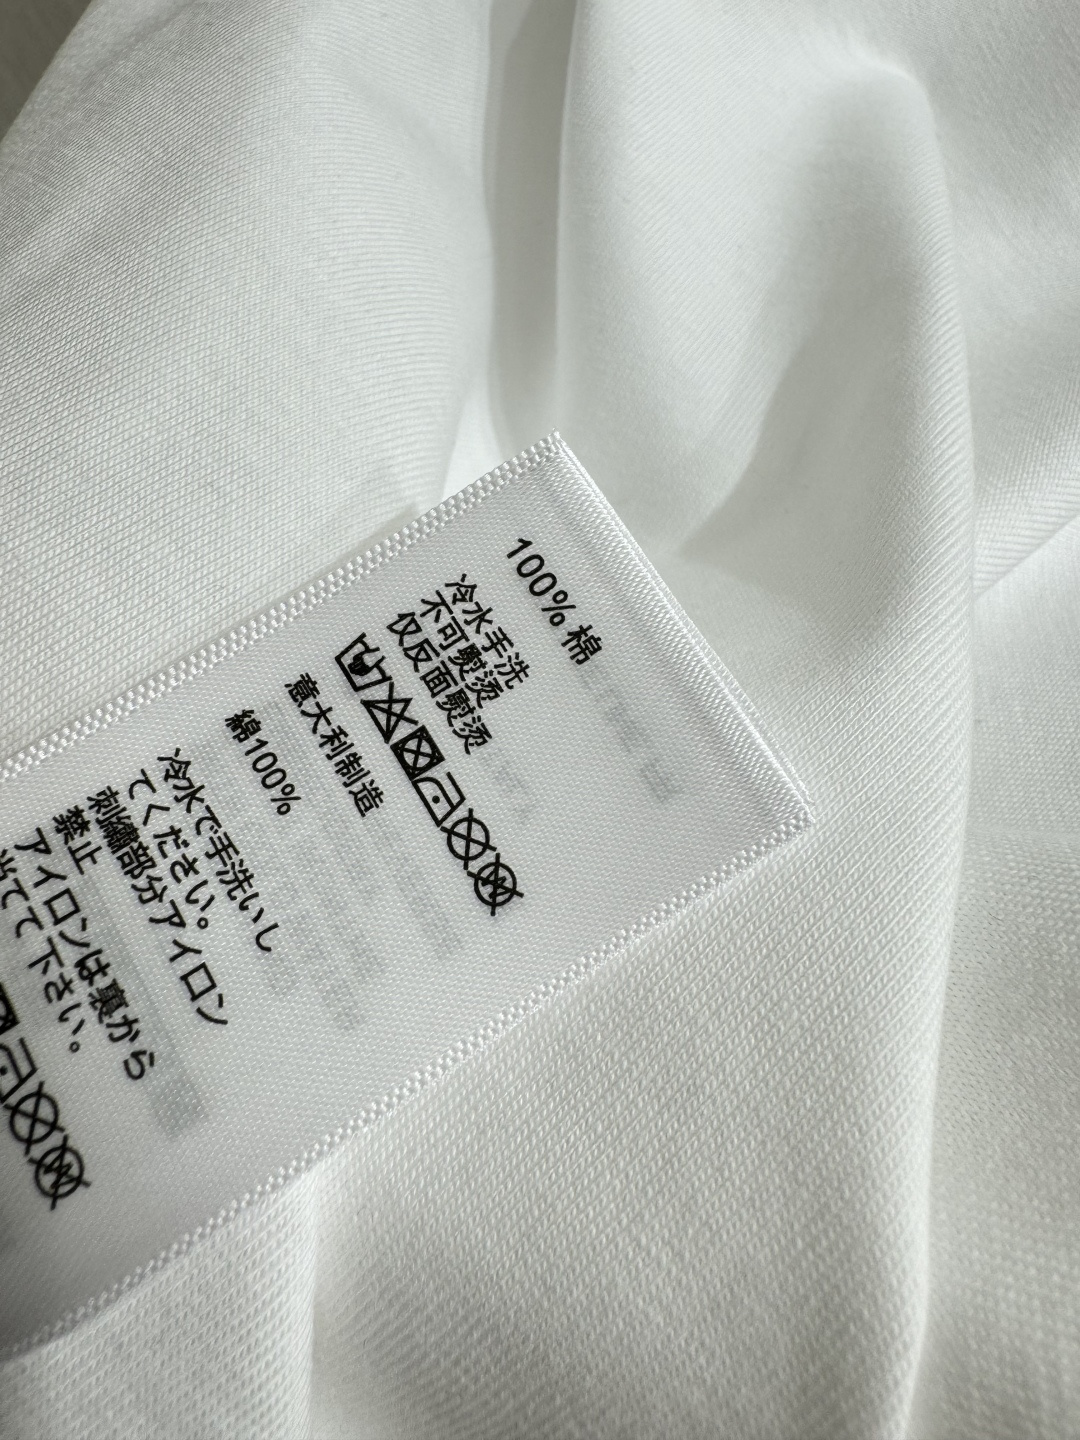 100% 棉
冷水手洗
不可熨烫
仅反面熨烫
意大利制造
綿100%
冷水で手洗いし
てください。
刺繍部分アイロン
禁止
アイロンは裏から
当てて下さい。